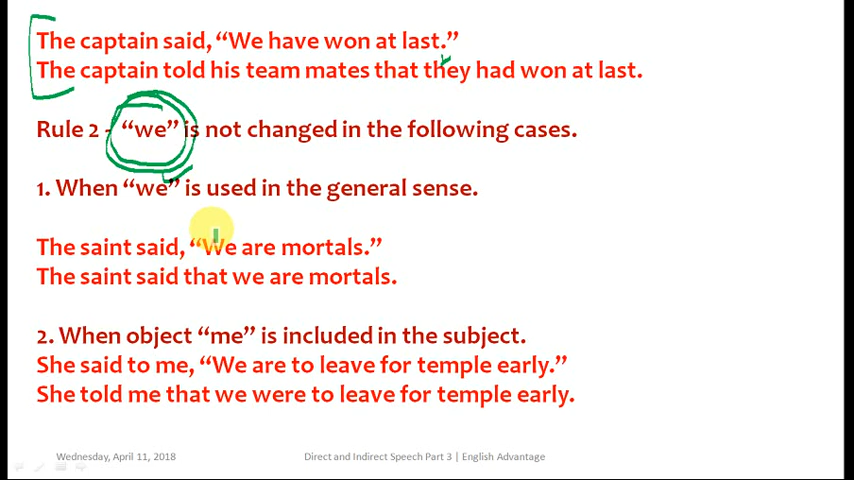 The captain said, “We have won at last.”
The captain told his team mates that they had won at last.
Rule 2 - “we” is not changed in the following cases.
1. When “we” is used in the general sense.
The saint said, “We are mortals.”
The saint said that we are mortals.
2. When object “me” is included in the subject.
She said to me, “We are to leave for temple early.”
She told me that we were to leave for temple early.
Wednesday, April 11, 2018 Direct and Indirect Speech Part 3 | English Advantage